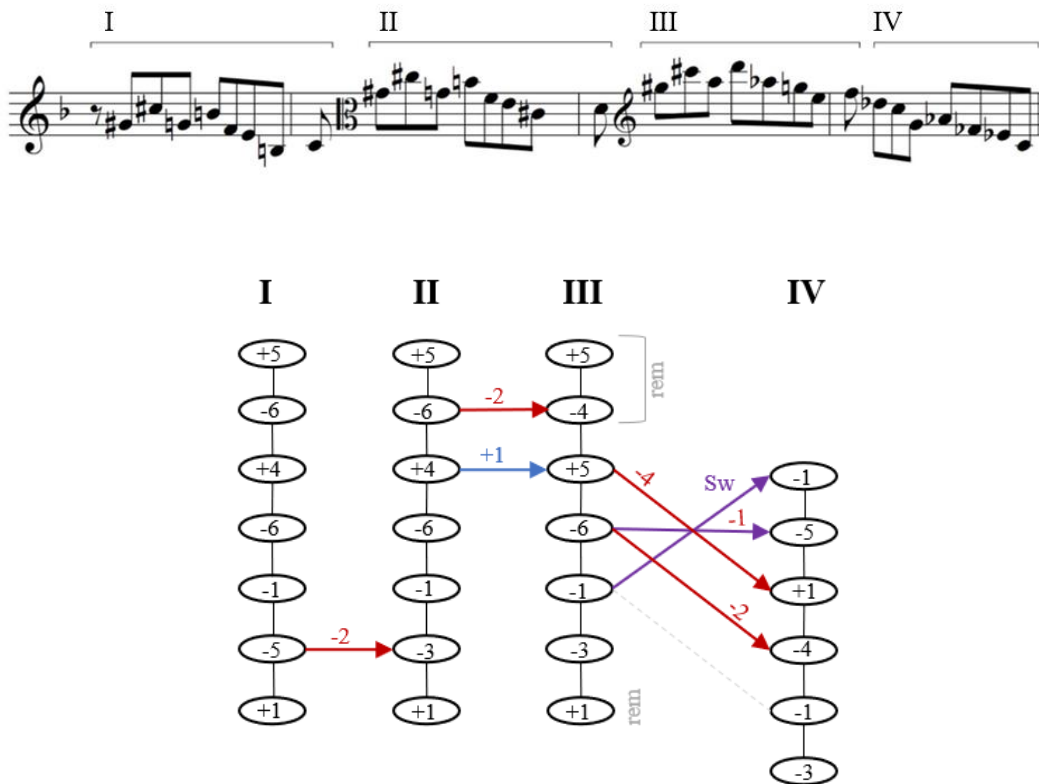 I II III IV
I II III IV
+5 +5 +5
-6 -2 -6 -4 rem
+4 +1 +4 +5 -4 Sw -1
-6 -6 -6 -1 -5
-1 -1 -1 -2 +1
-5 -2 -3 -3 -4
+1 +1 +1 rem -1
-3